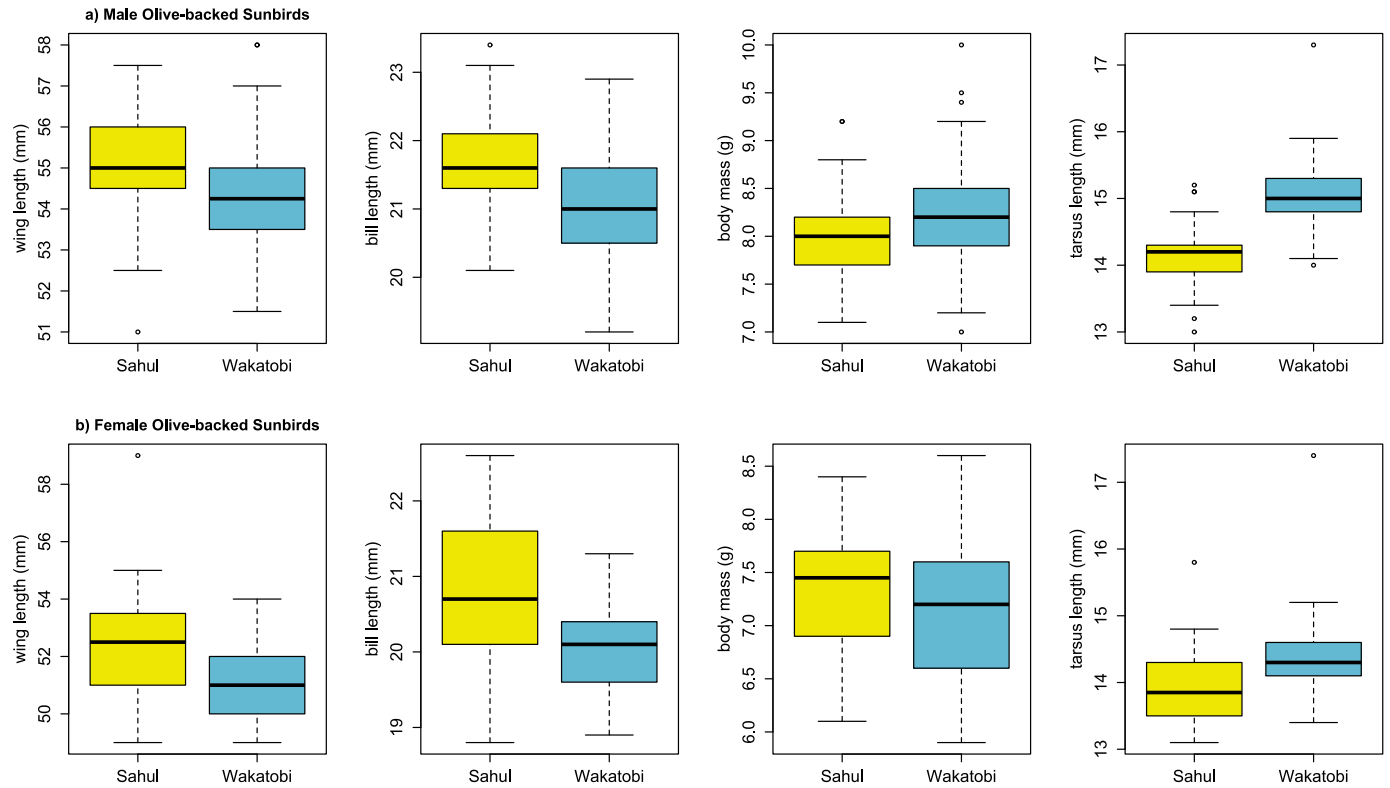 a) Male Olive-backed Sunbirds
wing length (mm)
51 52 53 54 55 56 57 58
Sahul Wakatobi
bill length (mm)
20 21 22 23
Sahul Wakatobi
body mass (g)
7.0 7.5 8.0 8.5 9.0 9.5 10.0
Sahul Wakatobi
tarsus length (mm)
13 14 15 16 17
Sahul Wakatobi
b) Female Olive-backed Sunbirds
wing length (mm)
50 52 54 56 58
Sahul Wakatobi
bill length (mm)
19 20 21 22
Sahul Wakatobi
body mass (g)
6.0 6.5 7.0 7.5 8.0 8.5
Sahul Wakatobi
tarsus length (mm)
13 14 15 16 17
Sahul Wakatobi